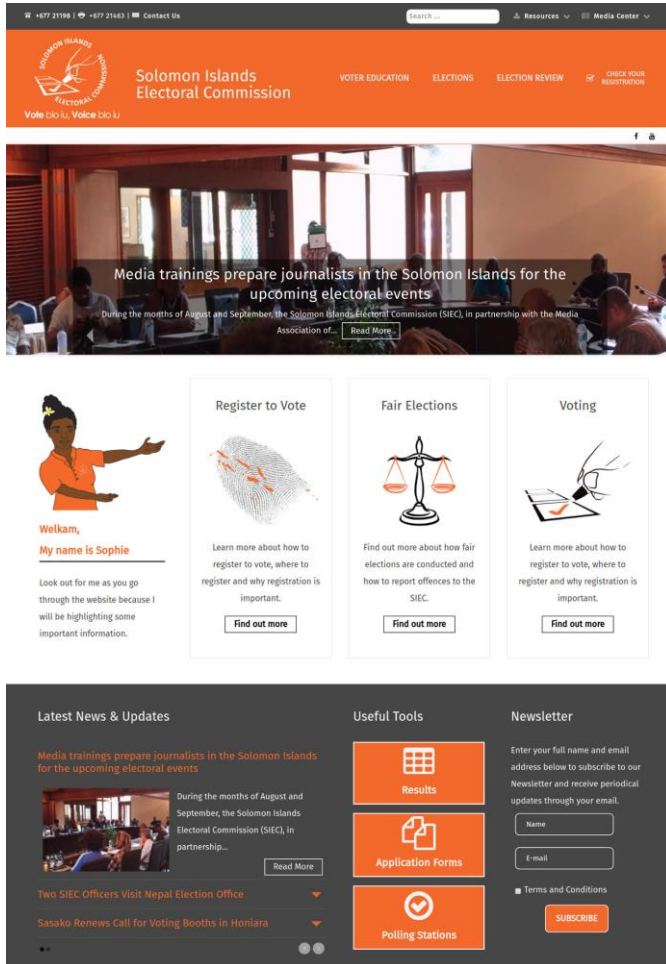 +677 21198 | +677 21463 | Contact Us
Search ...
Resources
Media Center
SOLOMON ISLANDS
ELECTORAL COMMISSION
Vote blo iu, Voice blo iu
Solomon Islands
Electoral Commission
VOTER EDUCATION
ELECTIONS
ELECTION REVIEW
CHECK YOUR
REGISTRATION
Media trainings prepare journalists in the Solomon Islands for the
upcoming electoral events
During the months of August and September, the Solomon Islands Electoral Commission (SIEC), in partnership with the Media
Association of... Read More
Welkam,
My name is Sophie
Look out for me as you go
through the website because I
will be highlighting some
important information.
Register to Vote
Learn more about how to
register to vote, where to
register and why registration is
important.
Find out more
Fair Elections
Find out more about how fair
elections are conducted and
how to report offences to the
SIEC.
Find out more
Voting
Learn more about how to
register to vote, where to
register and why registration is
important.
Find out more
Latest News & Updates
Media trainings prepare journalists in the Solomon Islands
for the upcoming electoral events
During the months of August and
September, the Solomon Islands
Electoral Commission (SIEC), in
partnership...
Read More
Two SIEC Officers Visit Nepal Election Office
Sasako Renews Call for Voting Booths in Honiara
Useful Tools
Results
Application Forms
Polling Stations
Newsletter
Enter your full name and email
address below to subscribe to our
Newsletter and receive periodical
updates through your email.
Name
E-mail
Terms and Conditions
SUBSCRIBE